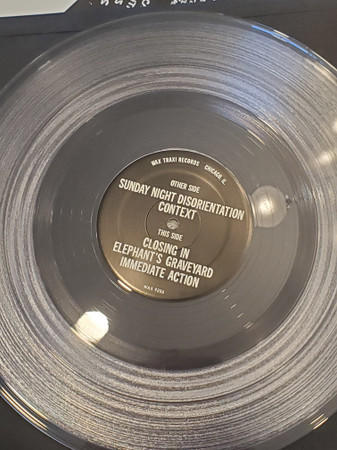 WAX TRAX! RECORDS CHICAGO IL.
OTHER SIDE
SUNDAY NIGHT DISORIENTATION
CONTEXT
THIS SIDE
CLOSING IN
ELEPHANT'S GRAVEYARD
IMMEDIATE ACTION